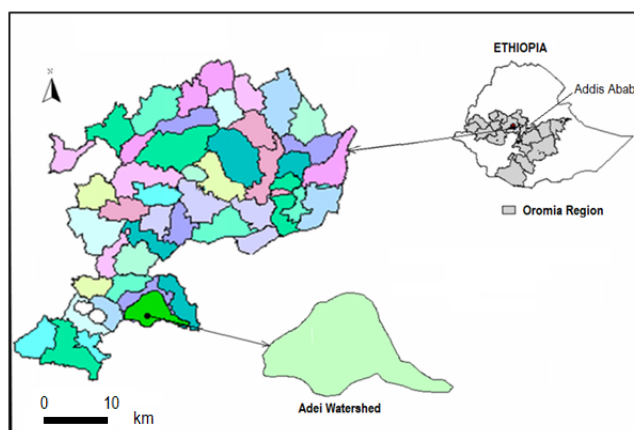 ETHIOPIA
Addis Abab
Oromia Region
Adei Watershed
0 10
km